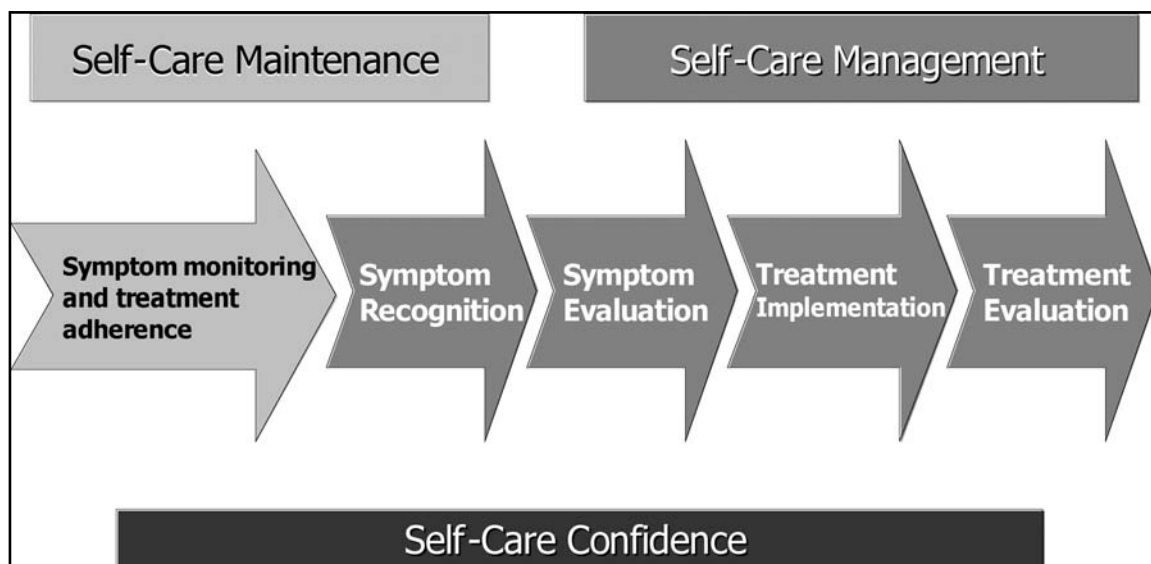 Self-Care Maintenance
Self-Care Management
Symptom monitoring
and treatment
adherence
Symptom
Recognition
Symptom
Evaluation
Treatment
Implementation
Treatment
Evaluation
Self-Care Confidence